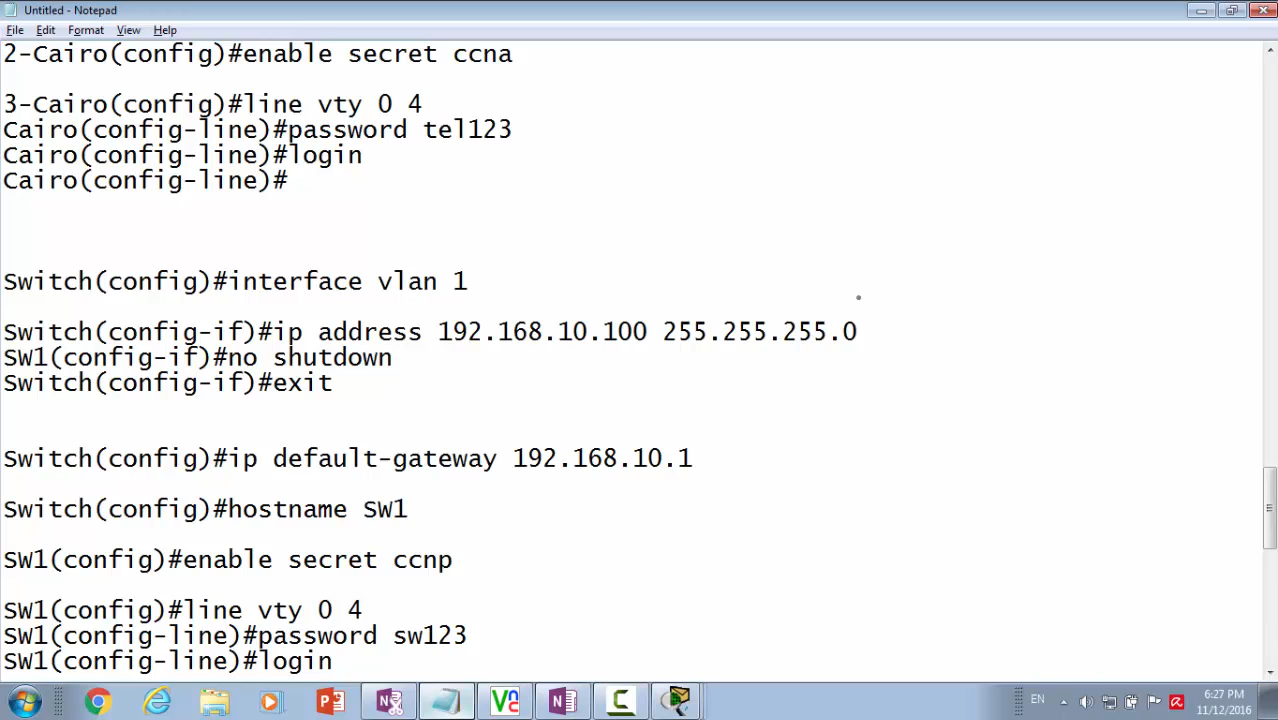 Untitled - Notepad
File Edit Format View Help
2-Cairo(config)#enable secret ccna
3-Cairo(config)#line vty 0 4
Cairo(config-line)#password tel123
Cairo(config-line)#login
Cairo(config-line)#
Switch(config)#interface vlan 1
Switch(config-if)#ip address 192.168.10.100 255.255.255.0
SW1(config-if)#no shutdown
Switch(config-if)#exit
Switch(config)#ip default-gateway 192.168.10.1
Switch(config)#hostname SW1
SW1(config)#enable secret ccnp
SW1(config)#line vty 0 4
SW1(config-line)#password sw123
SW1(config-line)#login
EN
6:27 PM
11/12/2016